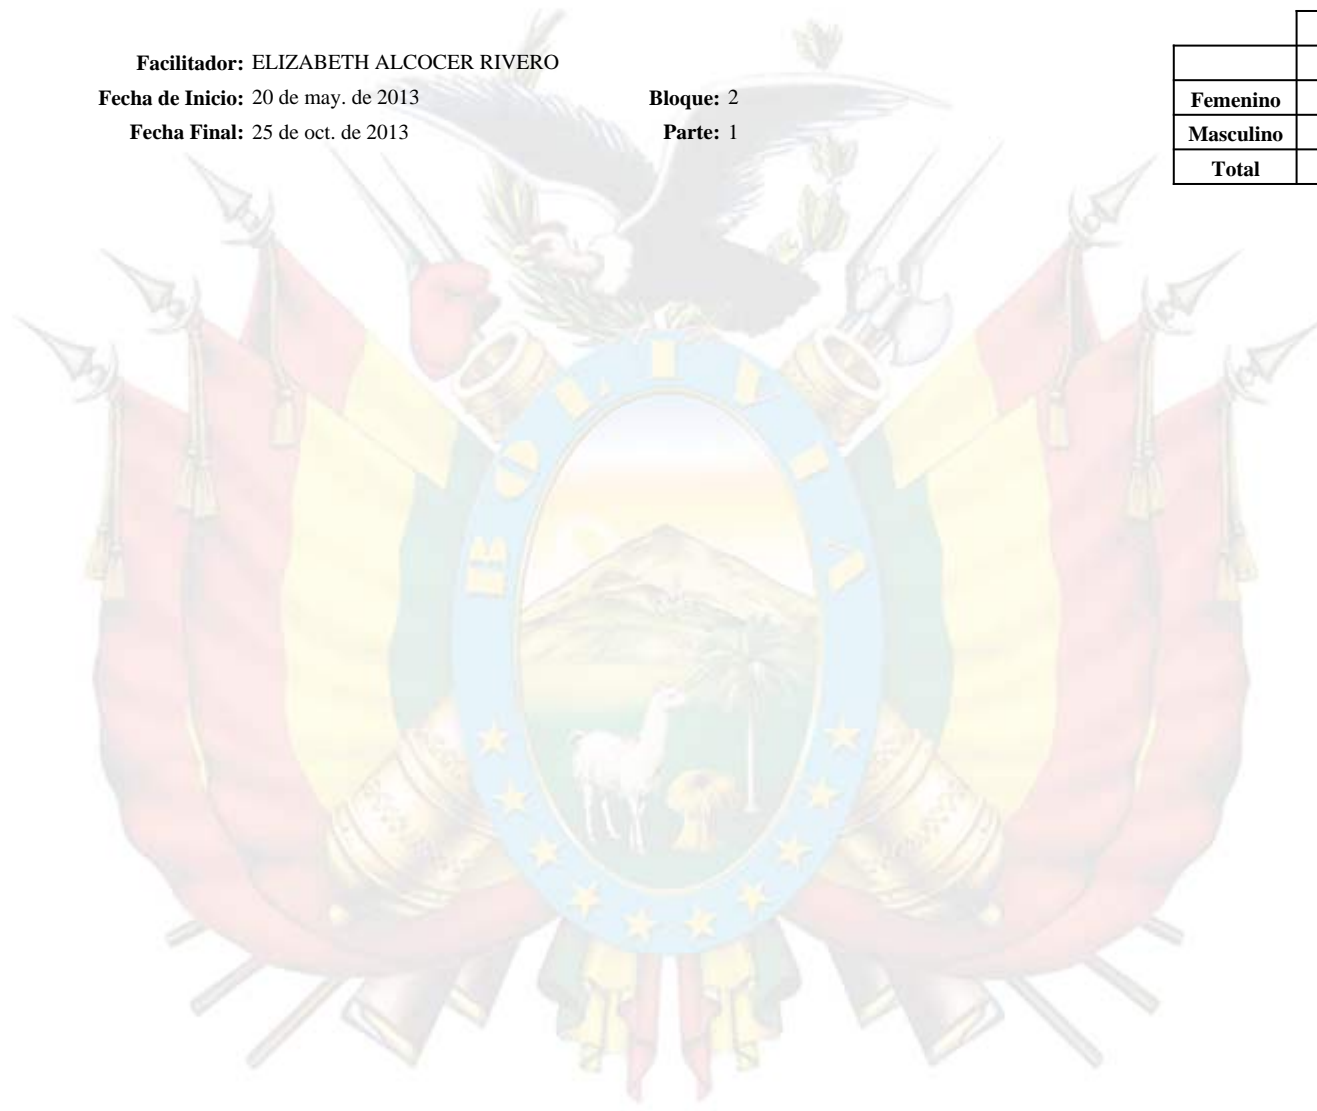 Facilitador: ELIZABETH ALCOCER RIVERO
Fecha de Inicio: 20 de may. de 2013 Bloque: 2
Fecha Final: 25 de oct. de 2013 Parte: 1
Femenino
Masculino
Total
BOLIVIA